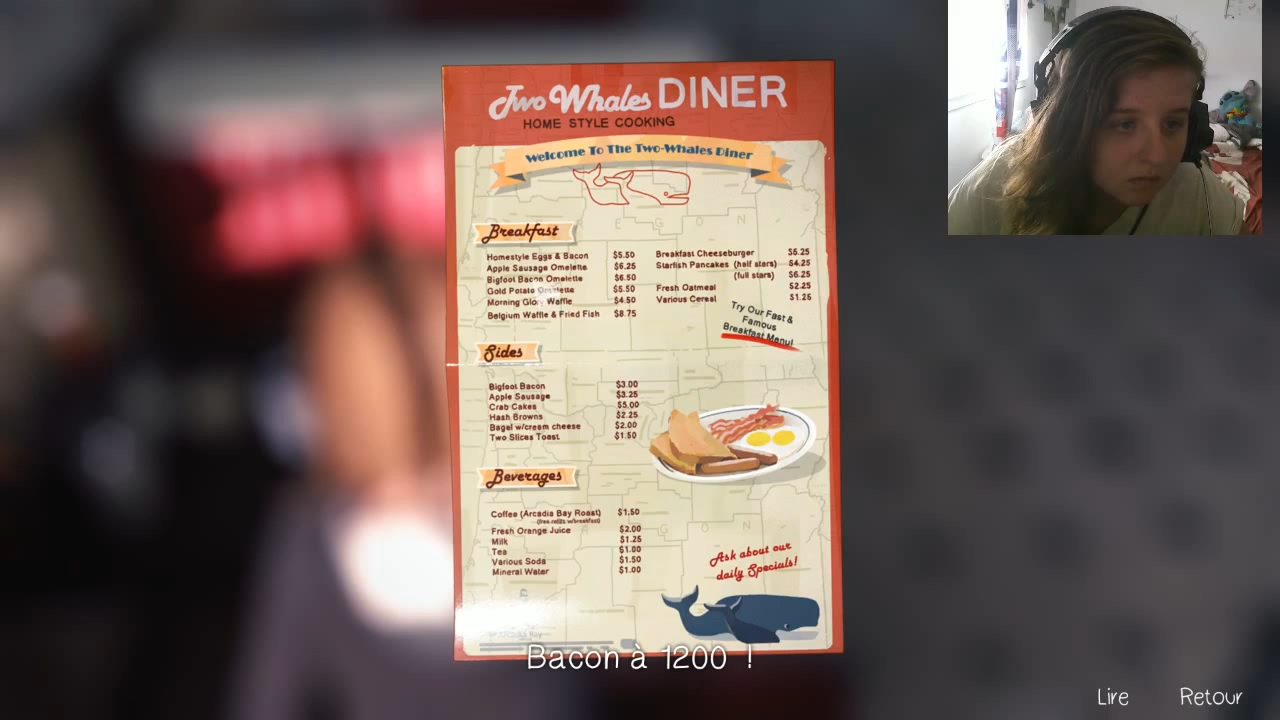 Two Whales DINER
HOME STYLE COOKING
Welcome To The Two-Whales Diner
Breakfast
Homestyle Eggs & Bacon $5.50
Apple Sausage Omelette $6.25
Bigfoot Bacon Omelette $6.50
Gold Potato Omelette $5.50
Morning Glory Waffle $4.50
Belgium Waffle & Fried Fish $8.75
Breakfast Cheeseburger $6.25
Starfish Pancakes (half stars) $4.25
(full stars) $6.25
Fresh Oatmeal $2.25
Various Cereal $1.25
Try Our Fast &
Famous
Breakfast Menu!
Sides
Bigfoot Bacon $3.00
Apple Sausage $3.25
Crab Cakes $5.00
Hash Browns $2.25
Bagel w/cream cheese $2.00
Two Slices Toast $1.50
Beverages
Coffee (Arcadia Bay Roast) $1.50
(free refills w/breakfast)
Fresh Orange Juice $2.00
Milk $1.25
Tea $1.00
Various Soda $1.50
Mineral Water $1.00
Ask about our
daily Specials!
Bacon à 1200 !
Lire Retour